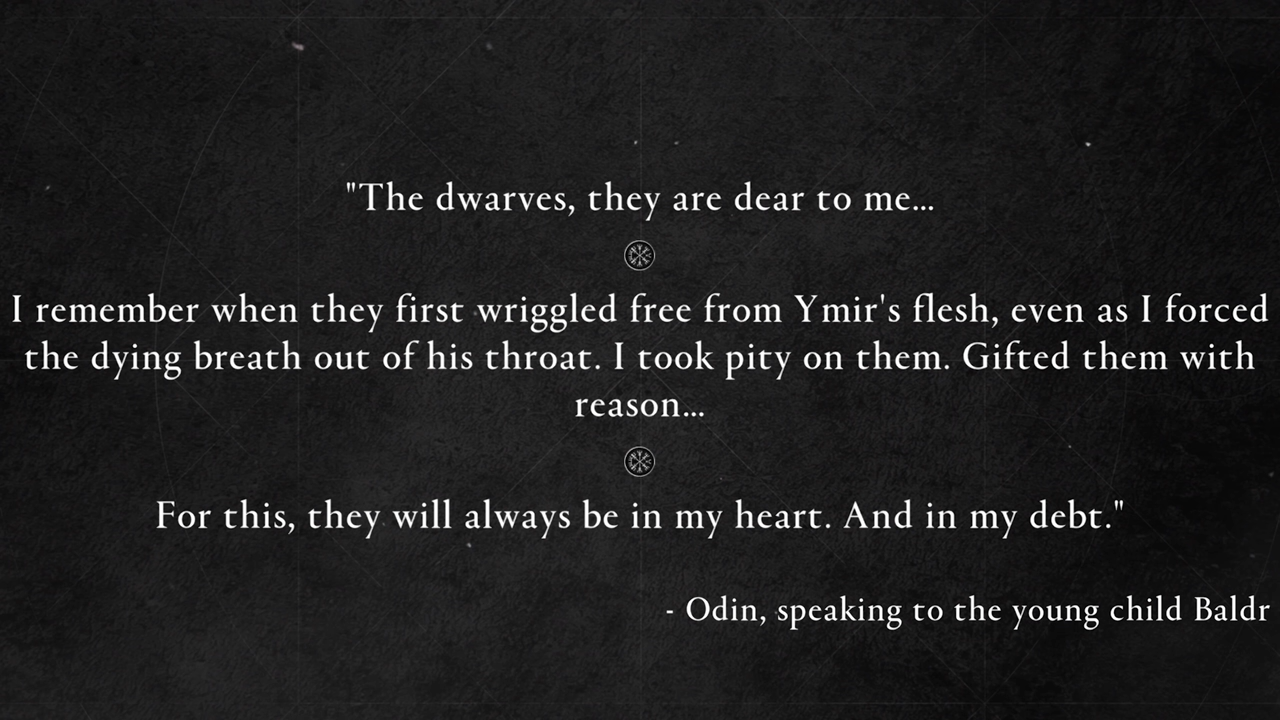 "The dwarves, they are dear to me...
I remember when they first wriggled free from Ymir's flesh, even as I forced
the dying breath out of his throat. I took pity on them. Gifted them with
reason...
For this, they will always be in my heart. And in my debt."
- Odin, speaking to the young child Baldr